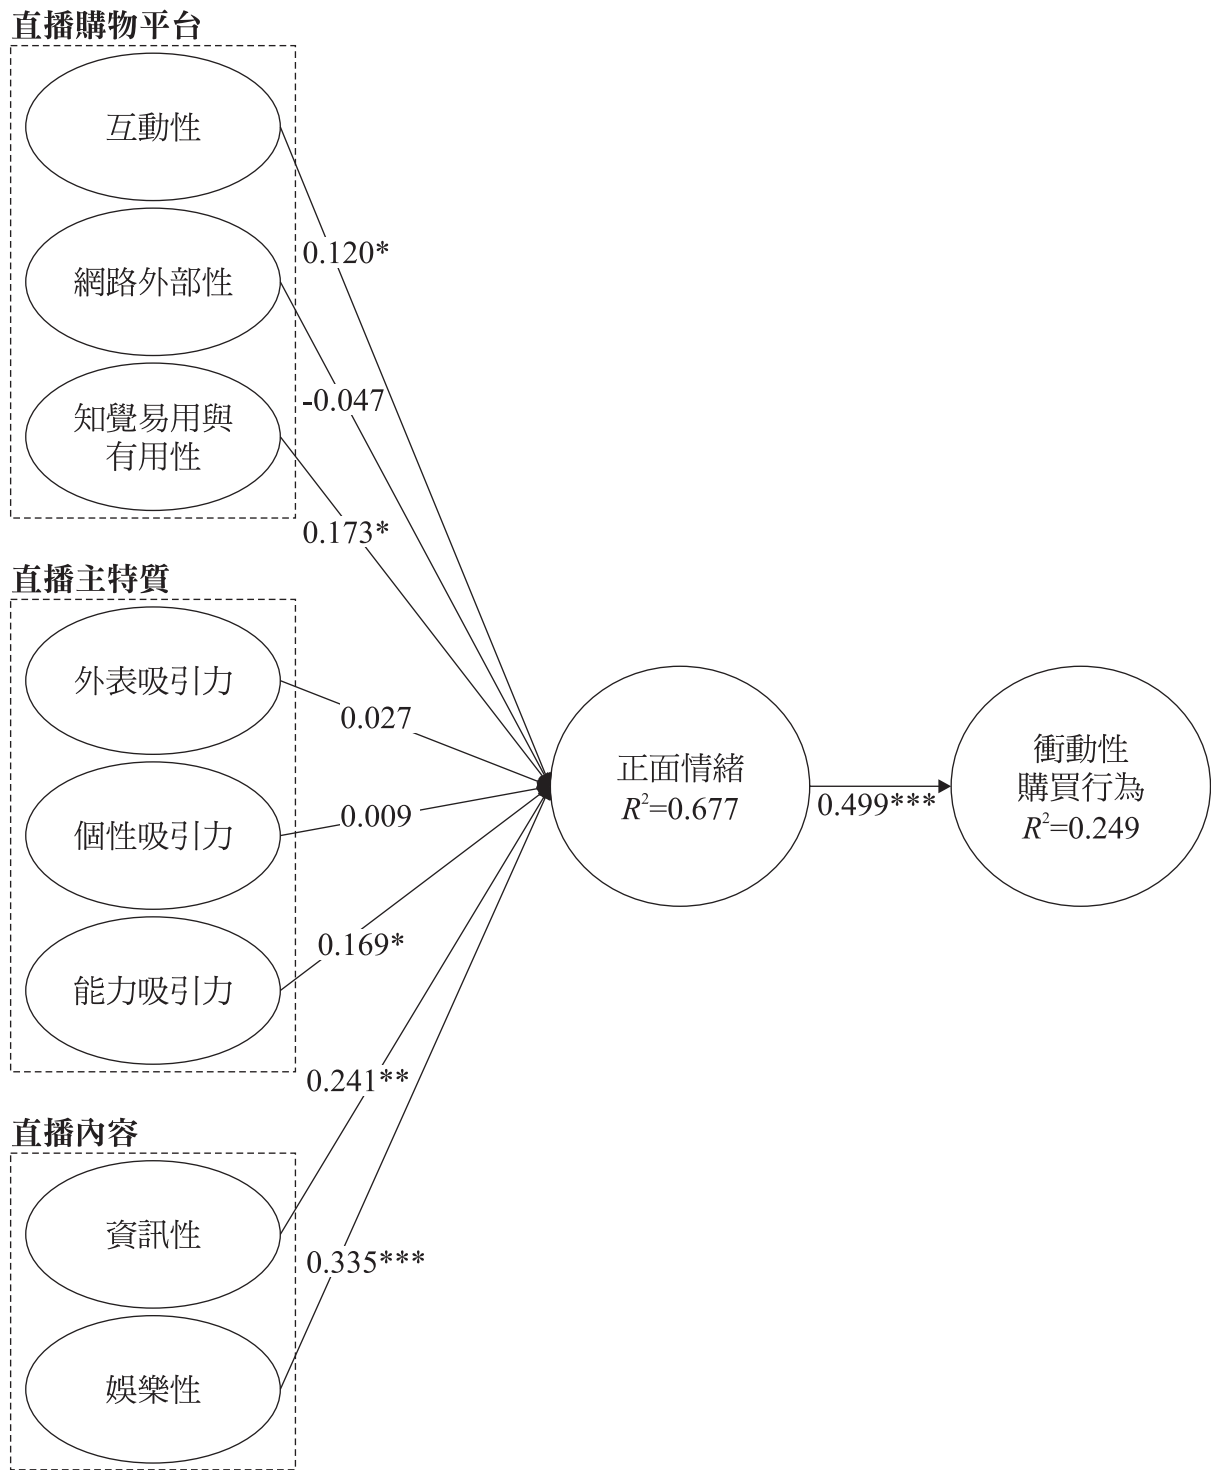 直播購物平台
互動性
網路外部性
知覺易用與
有用性
0.120*
-0.047
0.173*
直播主特質
外表吸引力
個性吸引力
能力吸引力
0.027
0.009
0.169*
正面情緒
R²=0.677
0.499***
衝動性
購買行為
R²=0.249
直播內容
資訊性
娛樂性
0.241**
0.335***